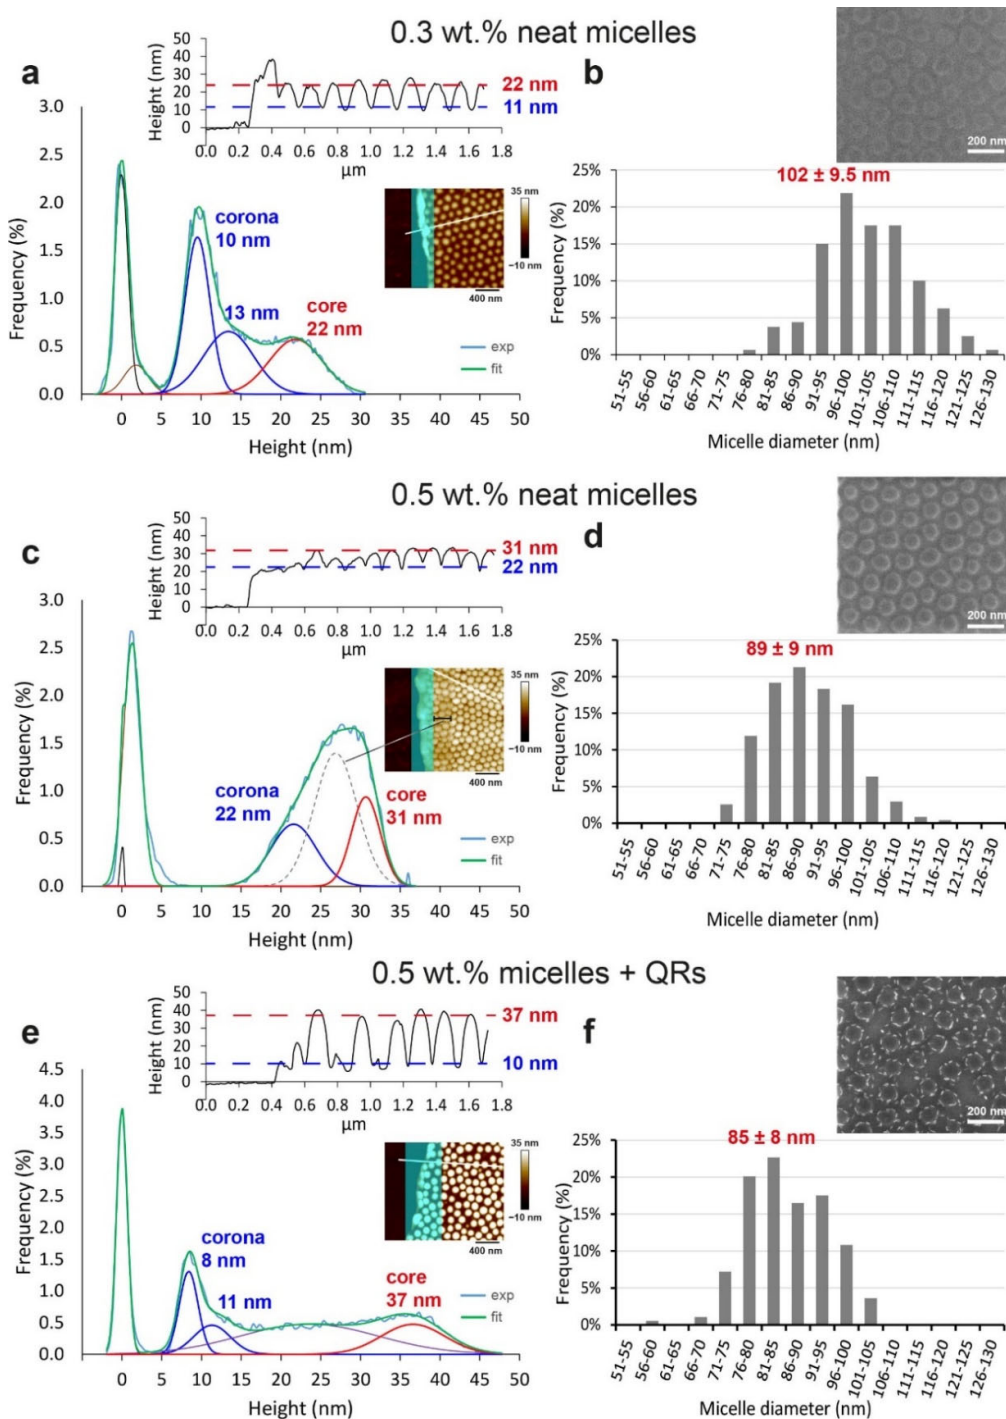 0.3 wt.% neat micelles
a
Height (nm)
50
40
30
20
10
0
22 nm
11 nm
0.0 0.2 0.4 0.6 0.8 1.0 1.2 1.4 1.6 1.8
µm
Frequency (%)
3.0
2.5
2.0
1.5
1.0
0.5
0.0
corona
10 nm
13 nm
core
22 nm
35 nm
−10 nm
400 nm
exp
fit
0 5 10 15 20 25 30 35 40 45 50
Height (nm)
b
200 nm
102 ± 9.5 nm
Frequency (%)
25%
20%
15%
10%
5%
0%
51-55 56-60 61-65 66-70 71-75 76-80 81-85 86-90 91-95 96-100 101-105 106-110 111-115 116-120 121-125 126-130
Micelle diameter (nm)
0.5 wt.% neat micelles
c
Height (nm)
50
40
30
20
10
0
31 nm
22 nm
0.0 0.2 0.4 0.6 0.8 1.0 1.2 1.4 1.6 1.8
µm
Frequency (%)
3.0
2.5
2.0
1.5
1.0
0.5
0.0
corona
22 nm
core
31 nm
35 nm
−10 nm
400 nm
exp
fit
0 5 10 15 20 25 30 35 40 45 50
Height (nm)
d
200 nm
89 ± 9 nm
Frequency (%)
25%
20%
15%
10%
5%
0%
51-55 56-60 61-65 66-70 71-75 76-80 81-85 86-90 91-95 96-100 101-105 106-110 111-115 116-120 121-125 126-130
Micelle diameter (nm)
0.5 wt.% micelles + QRs
e
Height (nm)
50
40
30
20
10
0
37 nm
10 nm
0.0 0.2 0.4 0.6 0.8 1.0 1.2 1.4 1.6 1.8
µm
Frequency (%)
4.5
4.0
3.5
3.0
2.5
2.0
1.5
1.0
0.5
0.0
corona
8 nm
11 nm
core
37 nm
35 nm
−10 nm
400 nm
exp
fit
0 5 10 15 20 25 30 35 40 45 50
Height (nm)
f
200 nm
85 ± 8 nm
Frequency (%)
25%
20%
15%
10%
5%
0%
51-55 56-60 61-65 66-70 71-75 76-80 81-85 86-90 91-95 96-100 101-105 106-110 111-115 116-120 121-125 126-130
Micelle diameter (nm)